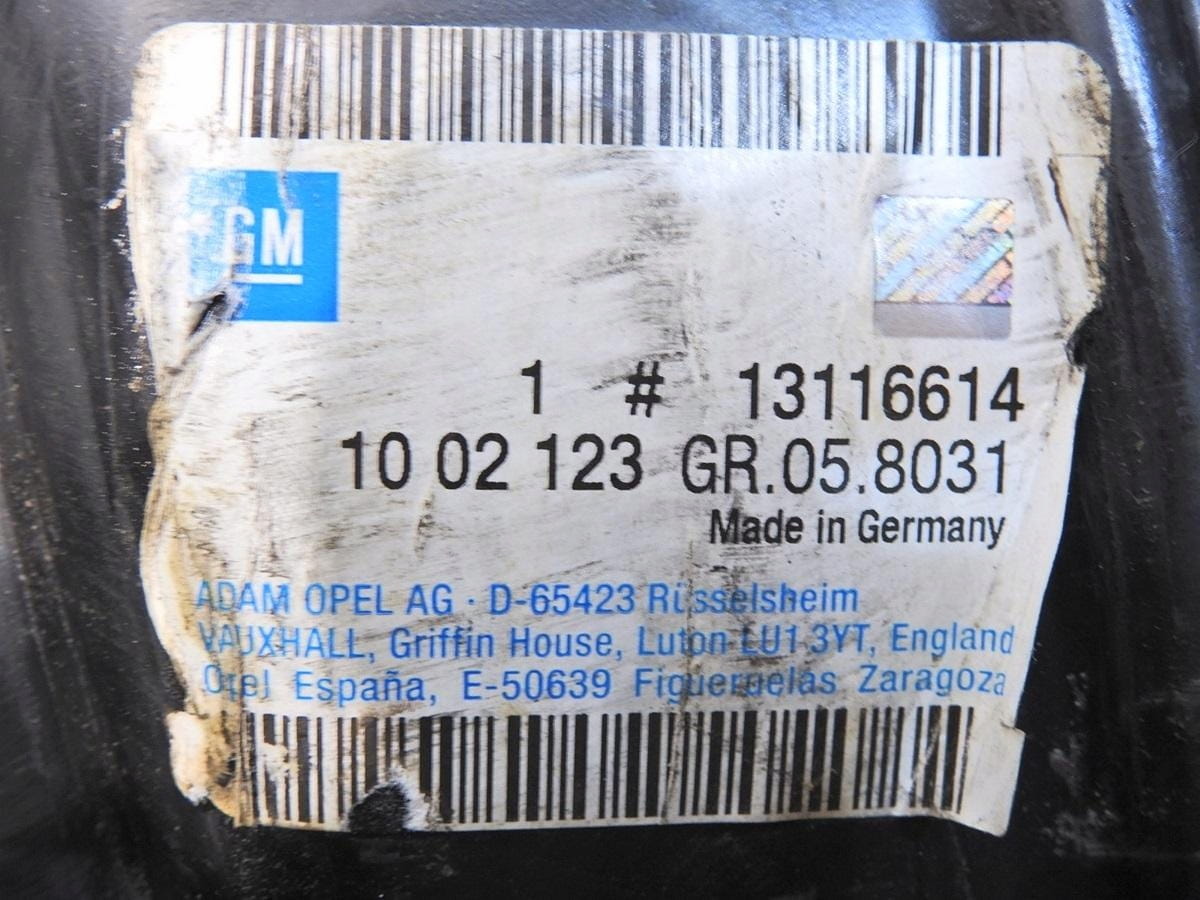 GM
1 # 13116614
10 02 123 GR.05.8031
Made in Germany
ADAM OPEL AG · D-65423 Rüsselsheim
VAUXHALL, Griffin House, Luton LU1 3YT, England
Opel España, E-50639 Figueruelas Zaragoza